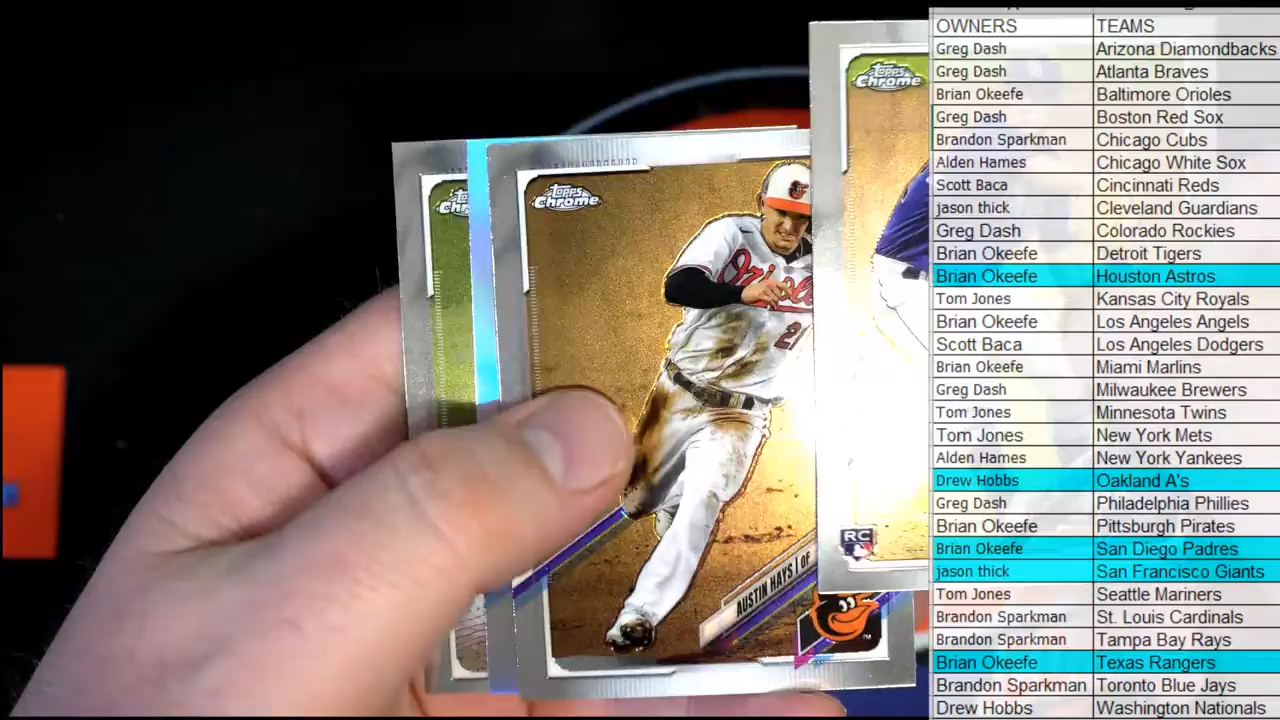 OWNERS TEAMS
Greg Dash Arizona Diamondbacks
Greg Dash Atlanta Braves
Brian Okeefe Baltimore Orioles
Greg Dash Boston Red Sox
Brandon Sparkman Chicago Cubs
Alden Hames Chicago White Sox
Scott Baca Cincinnati Reds
jason thick Cleveland Guardians
Greg Dash Colorado Rockies
Brian Okeefe Detroit Tigers
Brian Okeefe Houston Astros
Tom Jones Kansas City Royals
Brian Okeefe Los Angeles Angels
Scott Baca Los Angeles Dodgers
Brian Okeefe Miami Marlins
Greg Dash Milwaukee Brewers
Tom Jones Minnesota Twins
Tom Jones New York Mets
Alden Hames New York Yankees
Drew Hobbs Oakland A's
Greg Dash Philadelphia Phillies
Brian Okeefe Pittsburgh Pirates
Brian Okeefe San Diego Padres
jason thick San Francisco Giants
Tom Jones Seattle Mariners
Brandon Sparkman St. Louis Cardinals
Brandon Sparkman Tampa Bay Rays
Brian Okeefe Texas Rangers
Brandon Sparkman Toronto Blue Jays
Drew Hobbs Washington Nationals
Topps
Chrome
Topps
Chrome
AUSTIN HAYS | OF
RC